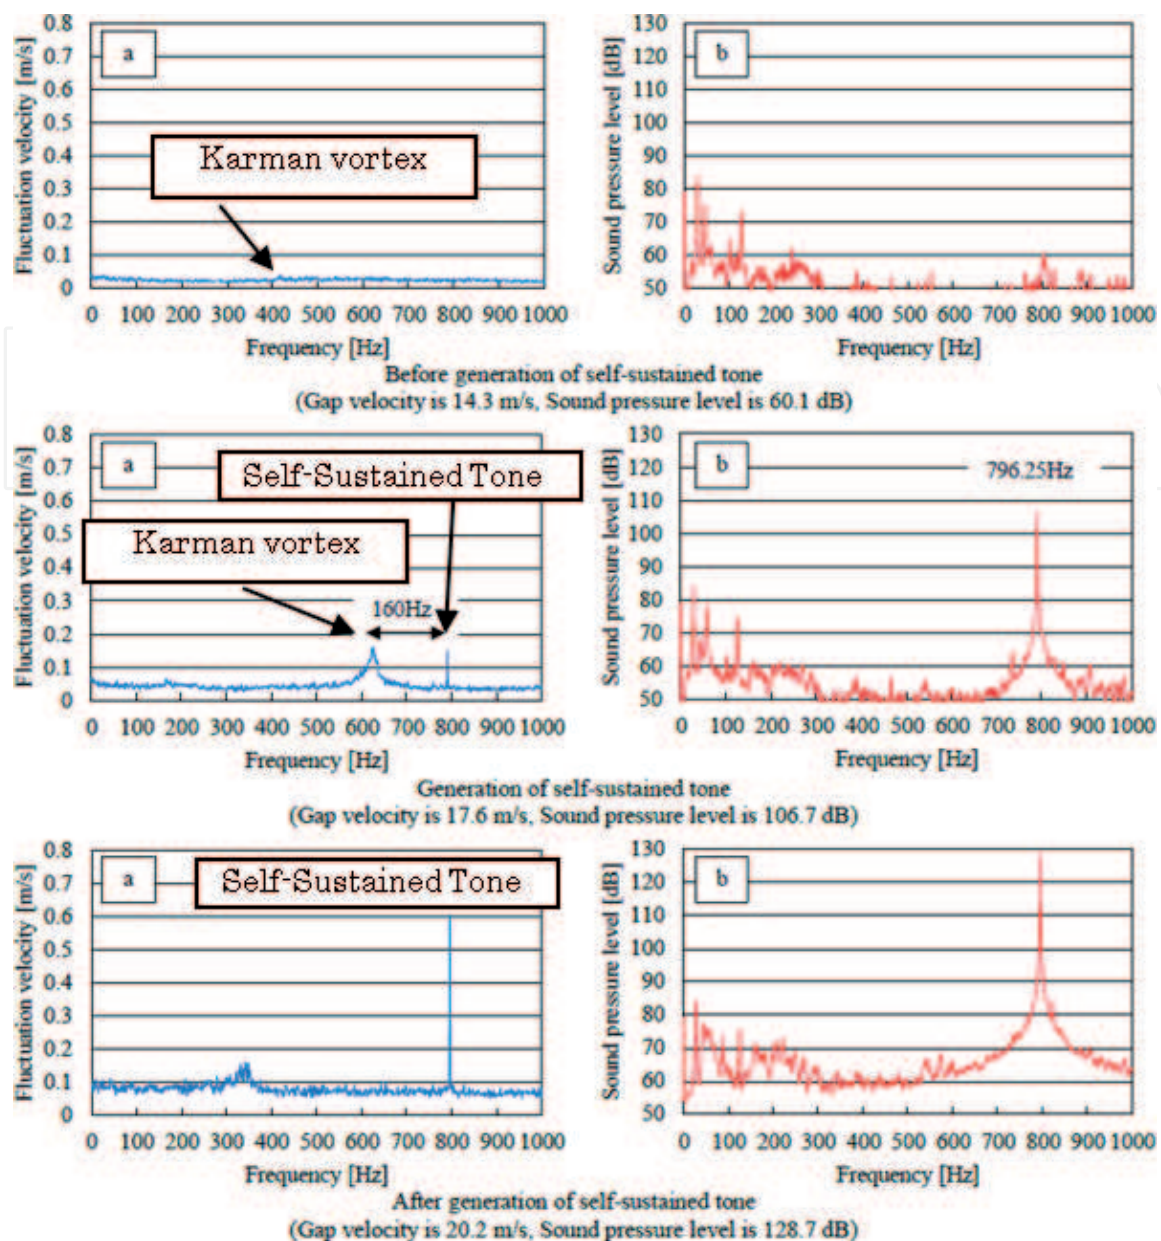 Fluctuation velocity [m/s]
0.8
0.7
0.6
0.5
0.4
0.3
0.2
0.1
0
a
Karman vortex
0 100 200 300 400 500 600 700 800 900 1000
Frequency [Hz]
Sound pressure level [dB]
130
120
110
100
90
80
70
60
50
b
0 100 200 300 400 500 600 700 800 900 1000
Frequency [Hz]
Before generation of self-sustained tone
(Gap velocity is 14.3 m/s, Sound pressure level is 60.1 dB)
Fluctuation velocity [m/s]
0.8
0.7
0.6
0.5
0.4
0.3
0.2
0.1
0
a
Self-Sustained Tone
Karman vortex
160Hz
0 100 200 300 400 500 600 700 800 900 1000
Frequency [Hz]
Sound pressure level [dB]
130
120
110
100
90
80
70
60
50
b
796.25Hz
0 100 200 300 400 500 600 700 800 900 1000
Frequency [Hz]
Generation of self-sustained tone
(Gap velocity is 17.6 m/s, Sound pressure level is 106.7 dB)
Fluctuation velocity [m/s]
0.8
0.7
0.6
0.5
0.4
0.3
0.2
0.1
0
a
Self-Sustained Tone
0 100 200 300 400 500 600 700 800 900 1000
Frequency [Hz]
Sound pressure level [dB]
130
120
110
100
90
80
70
60
50
b
0 100 200 300 400 500 600 700 800 900 1000
Frequency [Hz]
After generation of self-sustained tone
(Gap velocity is 20.2 m/s, Sound pressure level is 128.7 dB)